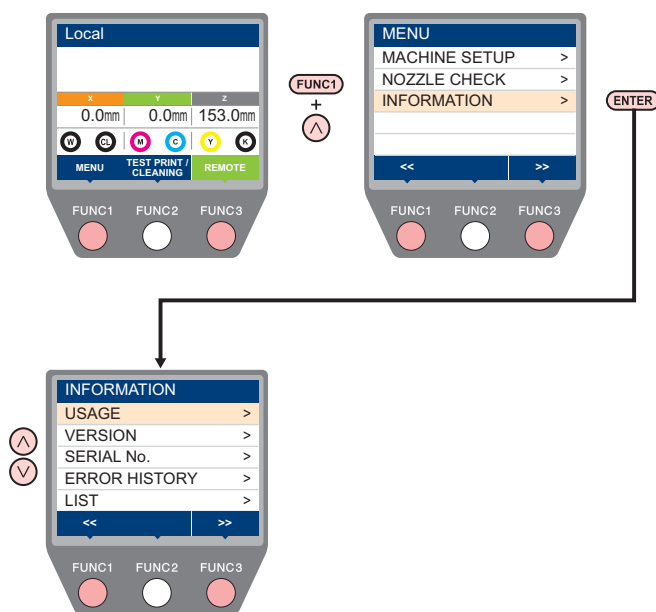 Local
X Y Z
0.0mm 0.0mm 153.0mm
W CL M C Y K
MENU TEST PRINT / CLEANING REMOTE
FUNC1 FUNC2 FUNC3
FUNC1
+
MENU
MACHINE SETUP >
NOZZLE CHECK >
INFORMATION >
<< >>
FUNC1 FUNC2 FUNC3
ENTER
INFORMATION
USAGE >
VERSION >
SERIAL No. >
ERROR HISTORY >
LIST >
<< >>
FUNC1 FUNC2 FUNC3